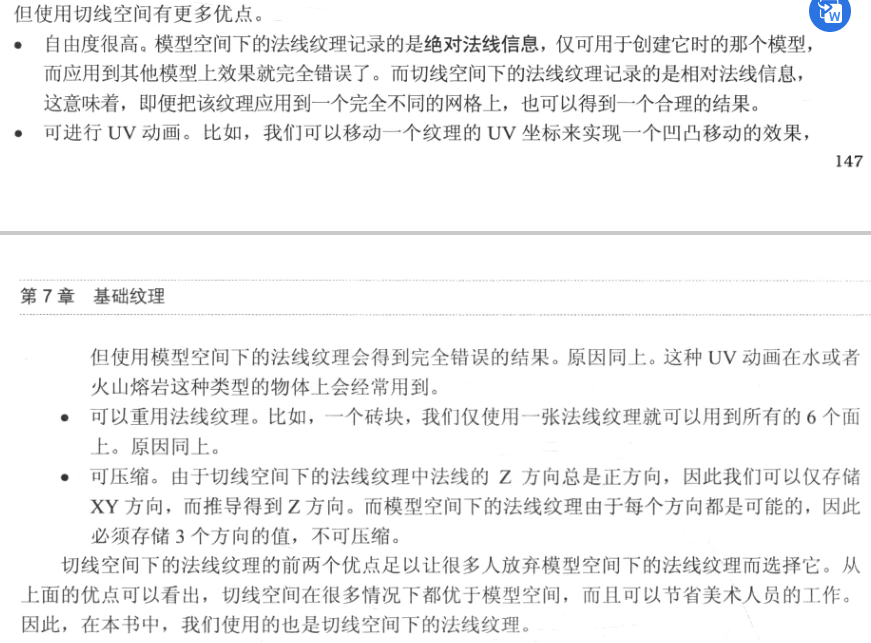 但使用切线空间有更多优点。
W
● 自由度很高。模型空间下的法线纹理记录的是绝对法线信息，仅可用于创建它时的那个模型，
而应用到其他模型上效果就完全错误了。而切线空间下的法线纹理记录的是相对法线信息，
这意味着，即便把该纹理应用到一个完全不同的网格上，也可以得到一个合理的结果。
● 可进行 UV 动画。比如，我们可以移动一个纹理的 UV 坐标来实现一个凹凸移动的效果，
147
第 7 章 基础纹理
但使用模型空间下的法线纹理会得到完全错误的结果。原因同上。这种 UV 动画在水或者
火山熔岩这种类型的物体上会经常用到。
● 可以重用法线纹理。比如，一个砖块，我们仅使用一张法线纹理就可以用到所有的 6 个面
上。原因同上。
● 可压缩。由于切线空间下的法线纹理中法线的 Z 方向总是正方向，因此我们可以仅存储
XY 方向，而推导得到 Z 方向。而模型空间下的法线纹理由于每个方向都是可能的，因此
必须存储 3 个方向的值，不可压缩。
切线空间下的法线纹理的前两个优点足以让很多人放弃模型空间下的法线纹理而选择它。从
上面的优点可以看出，切线空间在很多情况下都优于模型空间，而且可以节省美术人员的工作。
因此，在本书中，我们使用的也是切线空间下的法线纹理。